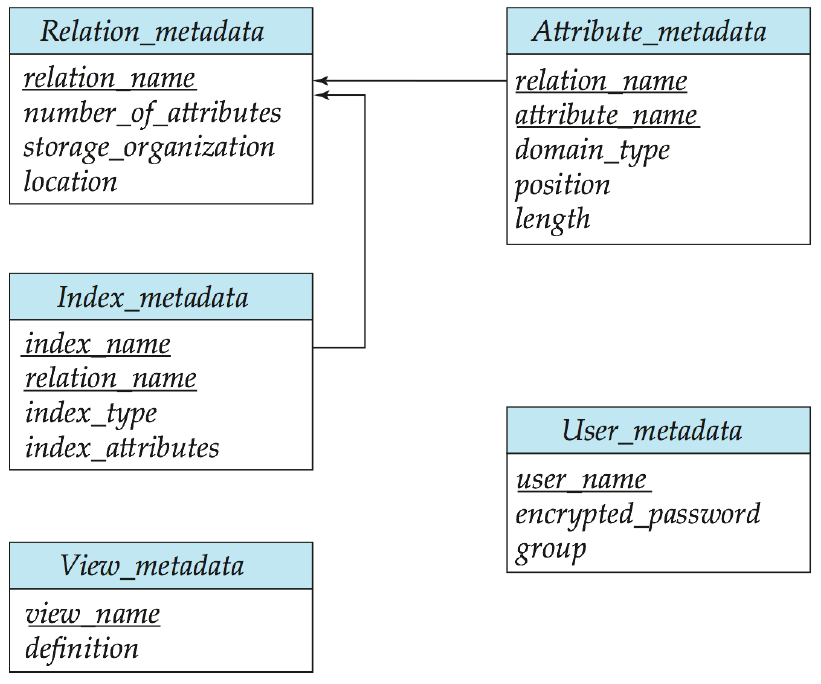 Relation_metadata
relation_name
number_of_attributes
storage_organization
location
Attribute_metadata
relation_name
attribute_name
domain_type
position
length
Index_metadata
index_name
relation_name
index_type
index_attributes
User_metadata
user_name
encrypted_password
group
View_metadata
view_name
definition